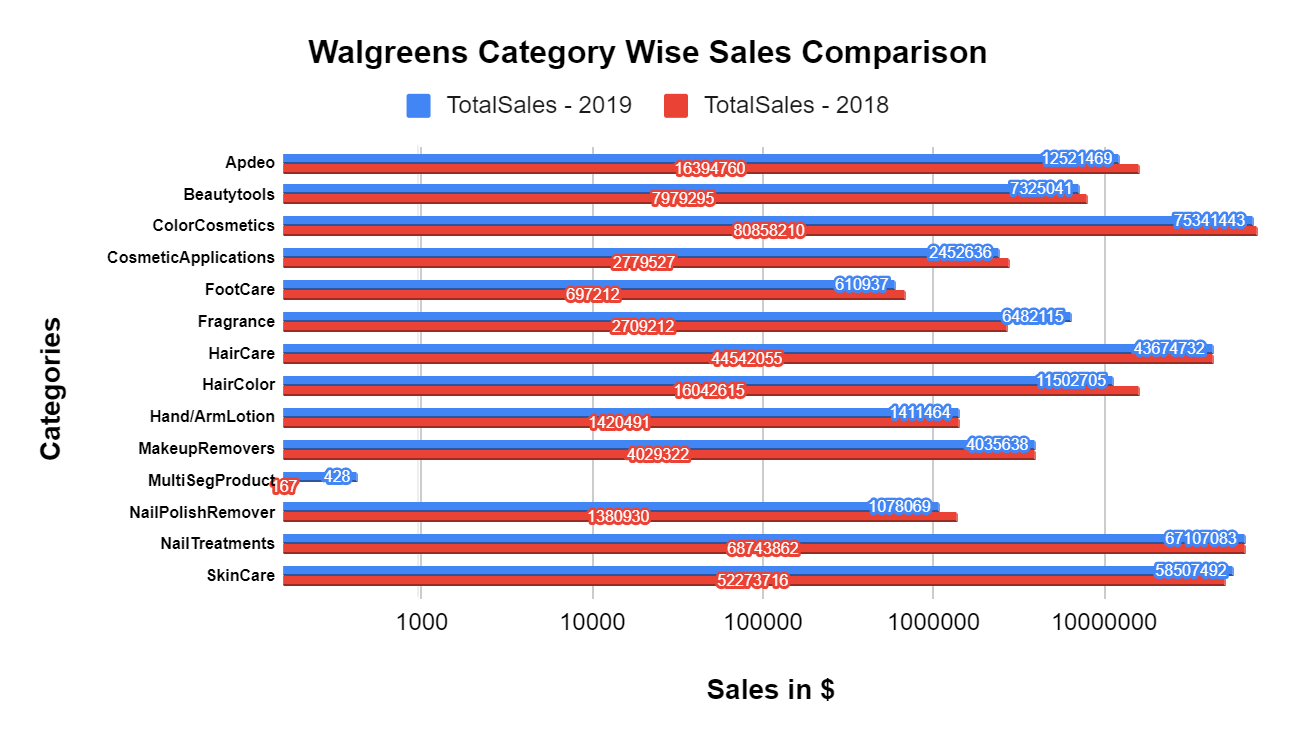 Walgreens Category Wise Sales Comparison
TotalSales - 2019 TotalSales - 2018
Categories
Apdeo 12521469
16394760
Beautytools 7325041
7979295
ColorCosmetics 75341443
80858210
CosmeticApplications 2452636
2779527
FootCare 610937
697212
Fragrance 6482115
2709212
HairCare 43674732
44542055
HairColor 11502705
16042615
Hand/ArmLotion 1411464
1420491
MakeupRemovers 4035638
4029322
MultiSegProduct 428
167
NailPolishRemover 1078069
1380930
NailTreatments 67107083
68743862
SkinCare 58507492
52273716
1000 10000 100000 1000000 10000000
Sales in $